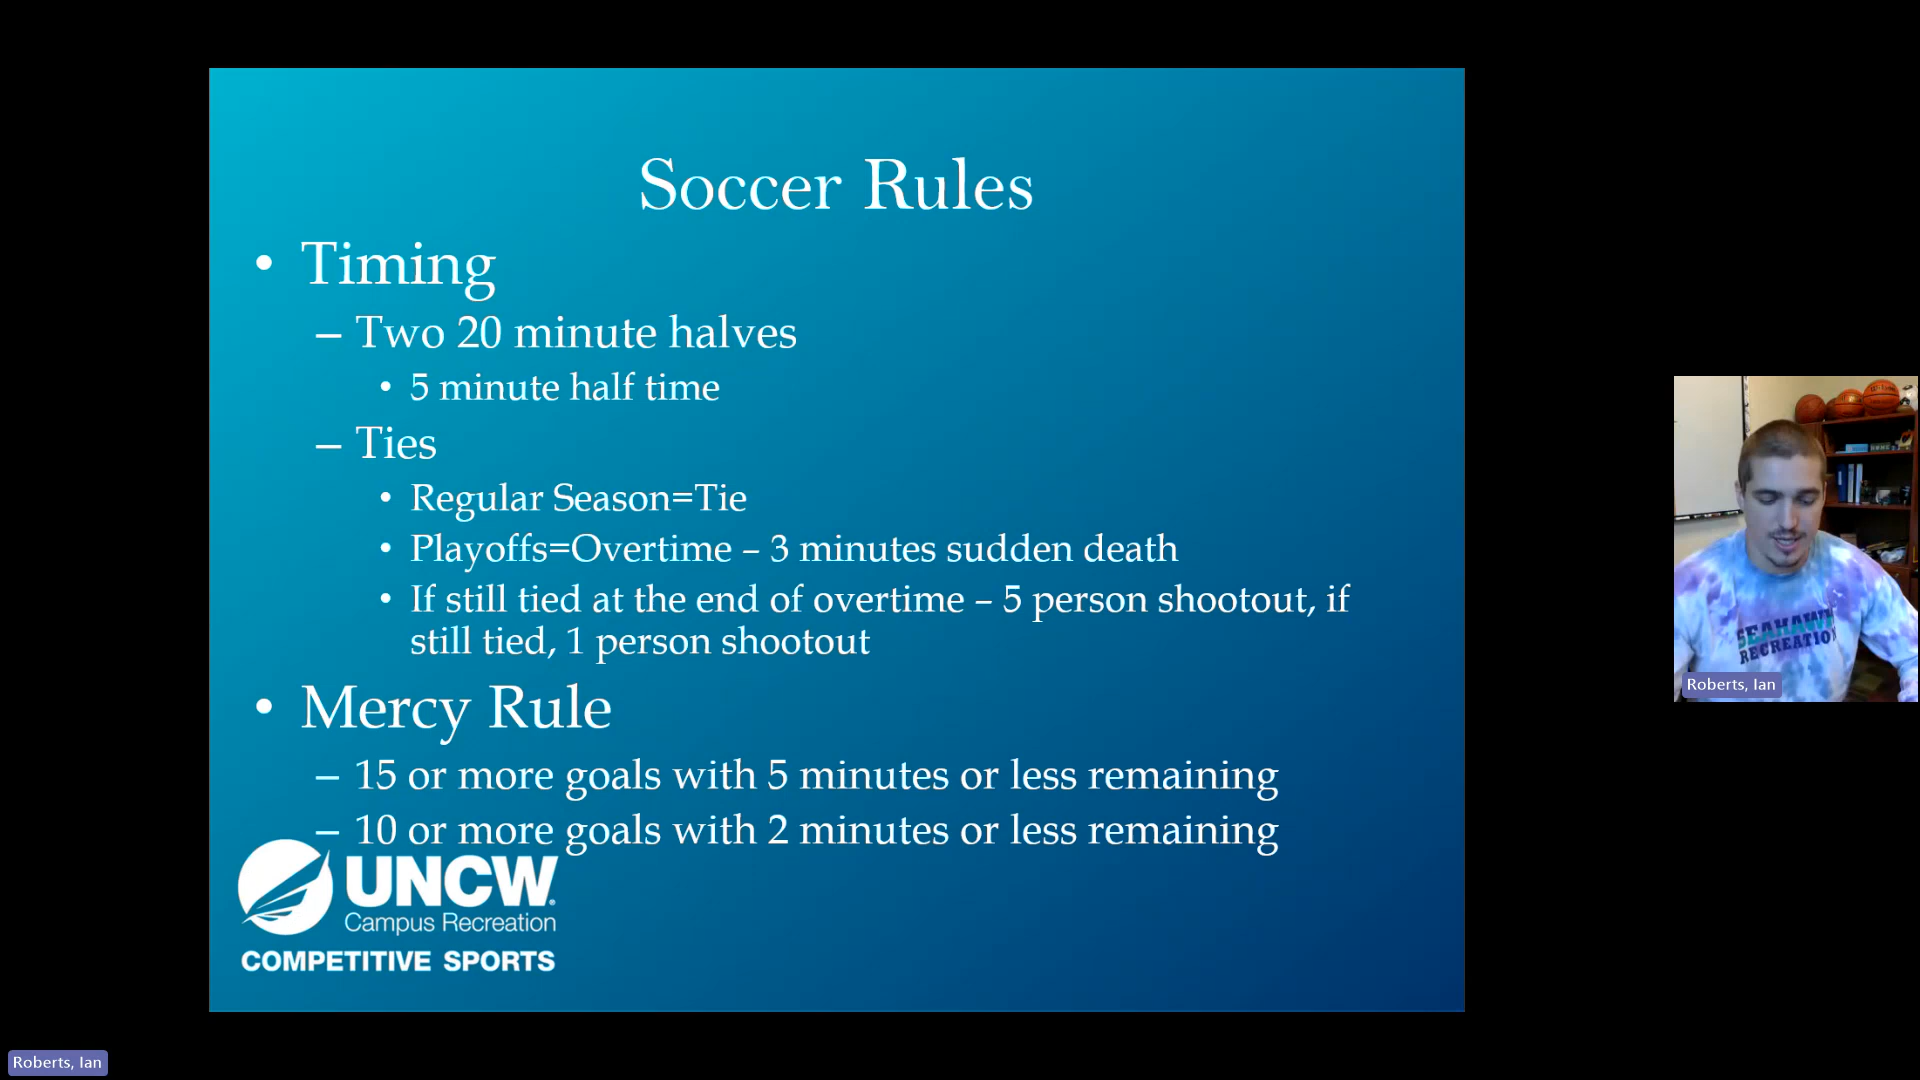 Soccer Rules
• Timing
– Two 20 minute halves
• 5 minute half time
– Ties
• Regular Season=Tie
• Playoffs=Overtime – 3 minutes sudden death
• If still tied at the end of overtime – 5 person shootout, if
still tied, 1 person shootout
• Mercy Rule
– 15 or more goals with 5 minutes or less remaining
– 10 or more goals with 2 minutes or less remaining
UNCW
Campus Recreation
COMPETITIVE SPORTS
SEAHAWK
RECREATION
Roberts, Ian
Roberts, Ian